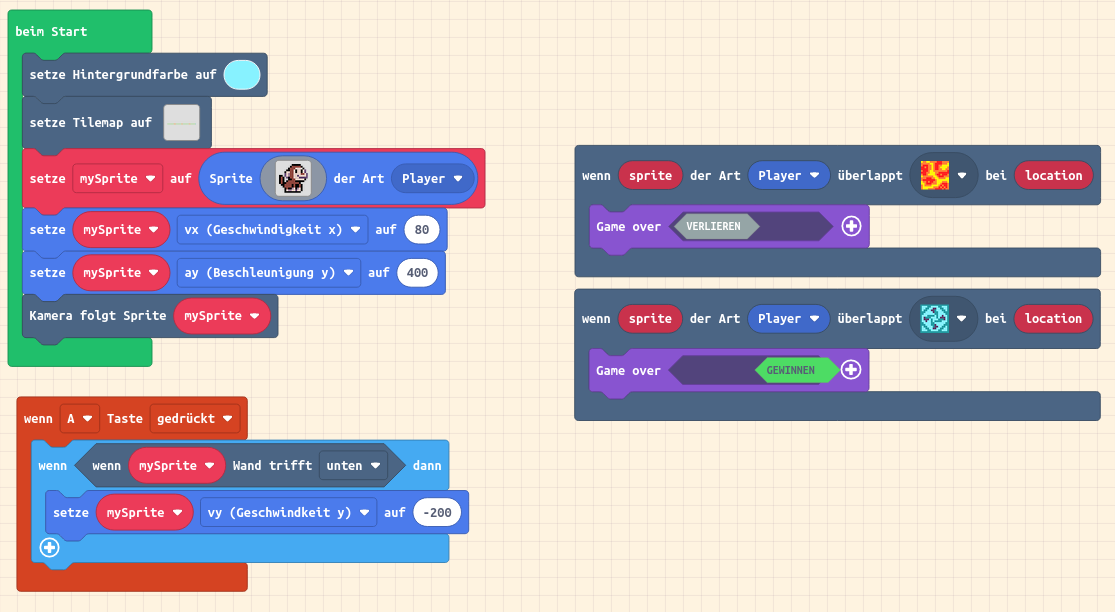 beim Start
setze Hintergrundfarbe auf
setze Tilemap auf
setze mySprite auf Sprite der Art Player
setze mySprite vx (Geschwindigkeit x) auf 80
setze mySprite ay (Beschleunigung y) auf 400
Kamera folgt Sprite mySprite
wenn A Taste gedrückt
wenn wenn mySprite Wand trifft unten dann
setze mySprite vy (Geschwindkeit y) auf -200
wenn sprite der Art Player überlappt bei location
Game over VERLIEREN
wenn sprite der Art Player überlappt bei location
Game over GEWINNEN